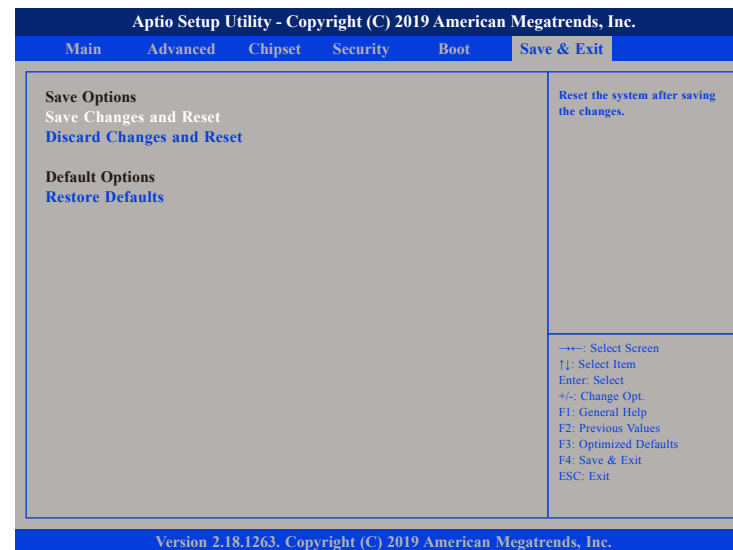 Aptio Setup Utility - Copyright (C) 2019 American Megatrends, Inc.
Main Advanced Chipset Security Boot Save & Exit
Save Options
Save Changes and Reset
Discard Changes and Reset
Default Options
Restore Defaults
Reset the system after saving
the changes.
→←: Select Screen
↑↓: Select Item
Enter: Select
+/-: Change Opt.
F1: General Help
F2: Previous Values
F3: Optimized Defaults
F4: Save & Exit
ESC: Exit
Version 2.18.1263. Copyright (C) 2019 American Megatrends, Inc.